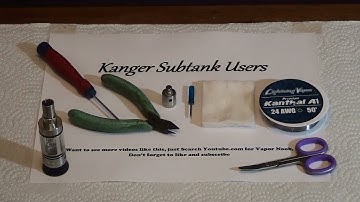 Kanger Subtank Users
Lightning Vapes
Premium
Kanthal A1
24 AWG 50'
Want to see more videos like this, just Search Youtube.com for Vapor Nook,
Don't forget to like and subscribe